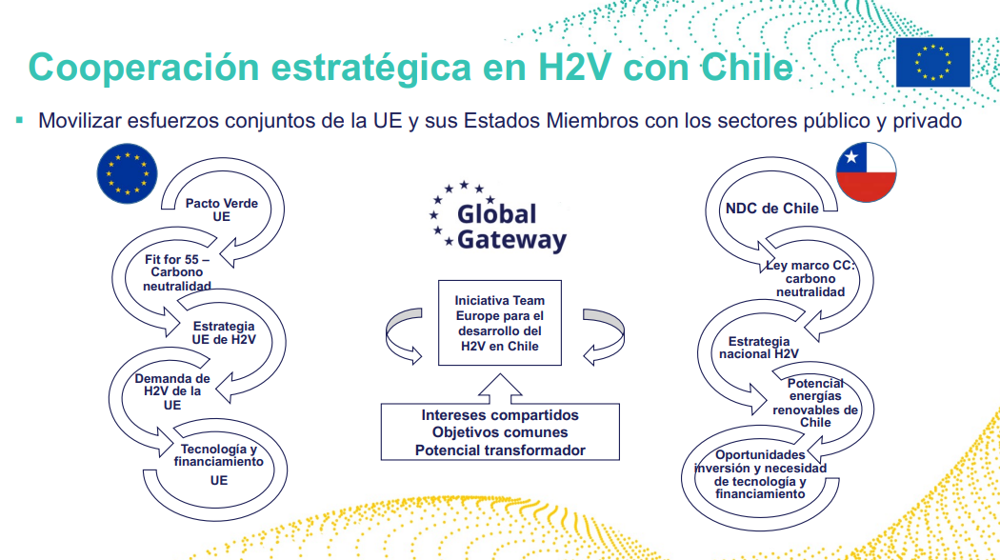 Cooperación estratégica en H2V con Chile
Movilizar esfuerzos conjuntos de la UE y sus Estados Miembros con los sectores público y privado
Pacto Verde
UE
Fit for 55 –
Carbono
neutralidad
Estrategia
UE de H2V
Demanda de
H2V de la
UE
Tecnología y
financiamiento
UE
Global
Gateway
Iniciativa Team
Europe para el
desarrollo del
H2V en Chile
Intereses compartidos
Objetivos comunes
Potencial transformador
NDC de Chile
Ley marco CC:
carbono
neutralidad
Estrategia
nacional H2V
Potencial
energías
renovables de
Chile
Oportunidades
inversión y necesidad
de tecnología y
financiamiento